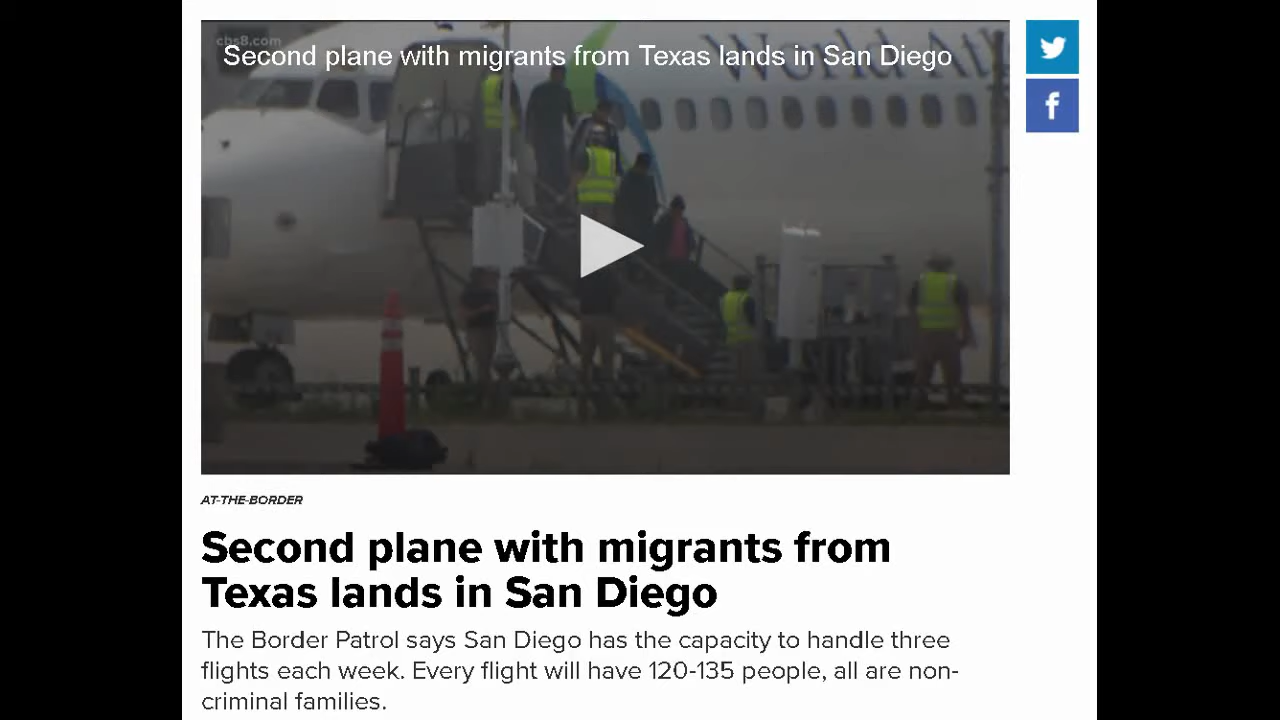 cbs8.com
Second plane with migrants from Texas lands in San Diego
World Atl
f
AT-THE-BORDER
Second plane with migrants from
Texas lands in San Diego
The Border Patrol says San Diego has the capacity to handle three
flights each week. Every flight will have 120-135 people, all are non-
criminal families.